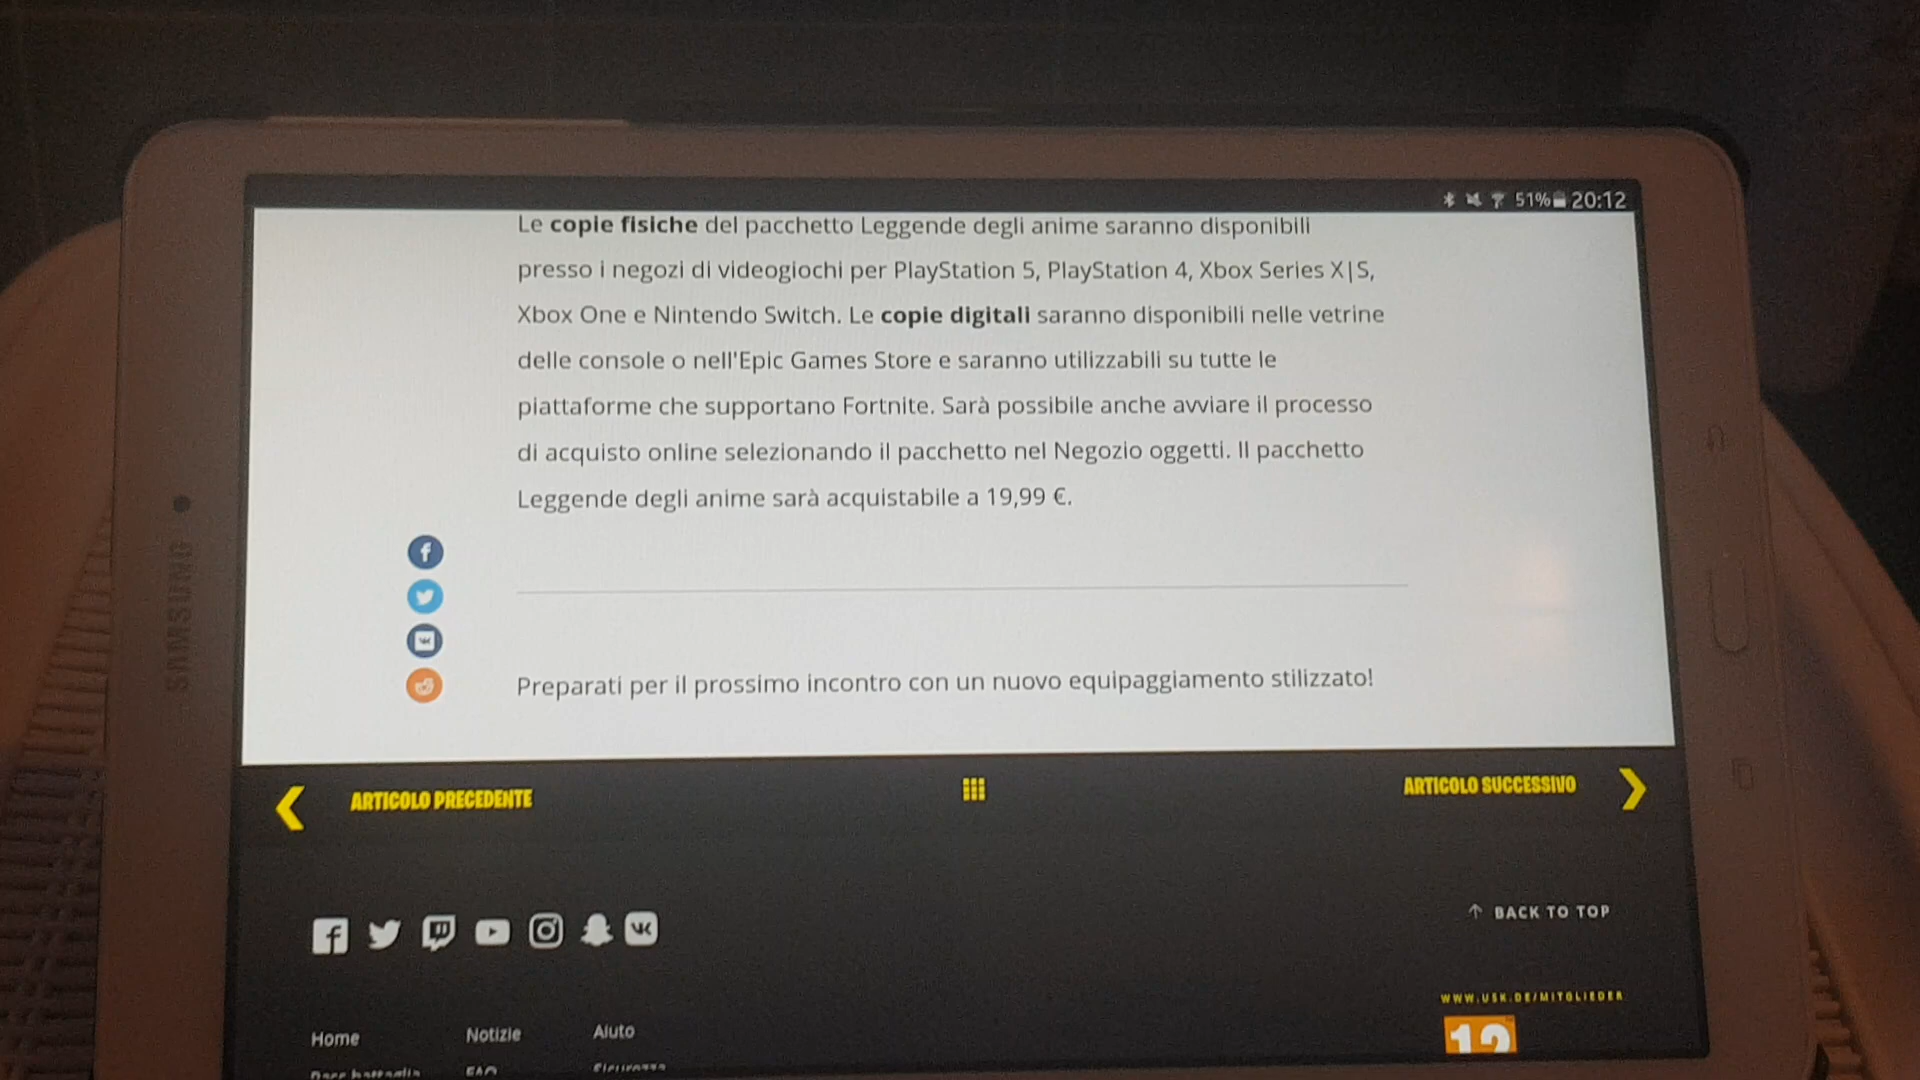 51% 20:12
Le copie fisiche del pacchetto Leggende degli anime saranno disponibili
presso i negozi di videogiochi per PlayStation 5, PlayStation 4, Xbox Series X|S,
Xbox One e Nintendo Switch. Le copie digitali saranno disponibili nelle vetrine
delle console o nell'Epic Games Store e saranno utilizzabili su tutte le
piattaforme che supportano Fortnite. Sarà possibile anche avviare il processo
di acquisto online selezionando il pacchetto nel Negozio oggetti. Il pacchetto
Leggende degli anime sarà acquistabile a 19,99 €.
Preparati per il prossimo incontro con un nuovo equipaggiamento stilizzato!
ARTICOLO PRECEDENTE
ARTICOLO SUCCESSIVO
BACK TO TOP
WWW.USK.DE/MITGLIEDER
12
Home Notizie Aiuto
FAQ
SAMSUNG